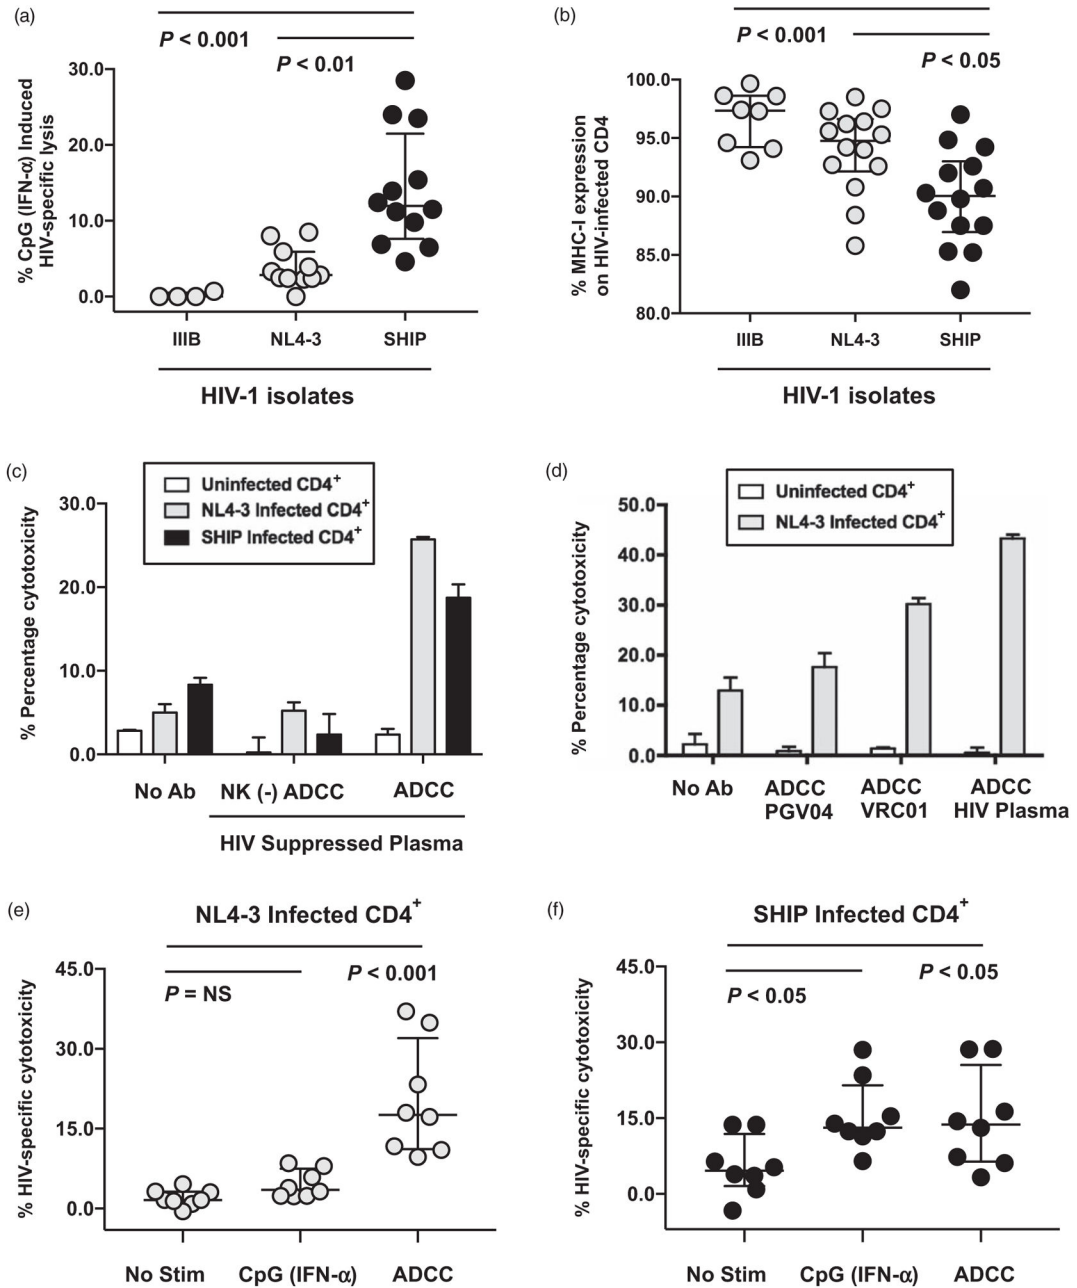 (a)
P < 0.001
P < 0.01
% CpG (IFN-α) Induced
HIV-specific lysis
30.0
20.0
10.0
0.0
IIIB NL4-3 SHIP
HIV-1 isolates
(b)
P < 0.001
P < 0.05
% MHC-I expression
on HIV-infected CD4
100.0
95.0
90.0
85.0
80.0
IIIB NL4-3 SHIP
HIV-1 isolates
(c)
Uninfected CD4+
NL4-3 Infected CD4+
SHIP Infected CD4+
% Percentage cytotoxicity
30.0
20.0
10.0
0.0
No Ab NK (-) ADCC ADCC
HIV Suppressed Plasma
(d)
Uninfected CD4+
NL4-3 Infected CD4+
% Percentage cytotoxicity
50.0
40.0
30.0
20.0
10.0
0.0
No Ab ADCC ADCC ADCC
PGV04 VRC01 HIV Plasma
(e)
NL4-3 Infected CD4+
P < 0.001
P = NS
% HIV-specific cytotoxicity
45.0
30.0
15.0
0.0
No Stim CpG (IFN-α) ADCC
(f)
SHIP Infected CD4+
P < 0.05
P < 0.05
% HIV-specific cytotoxicity
45.0
30.0
15.0
0.0
No Stim CpG (IFN-α) ADCC